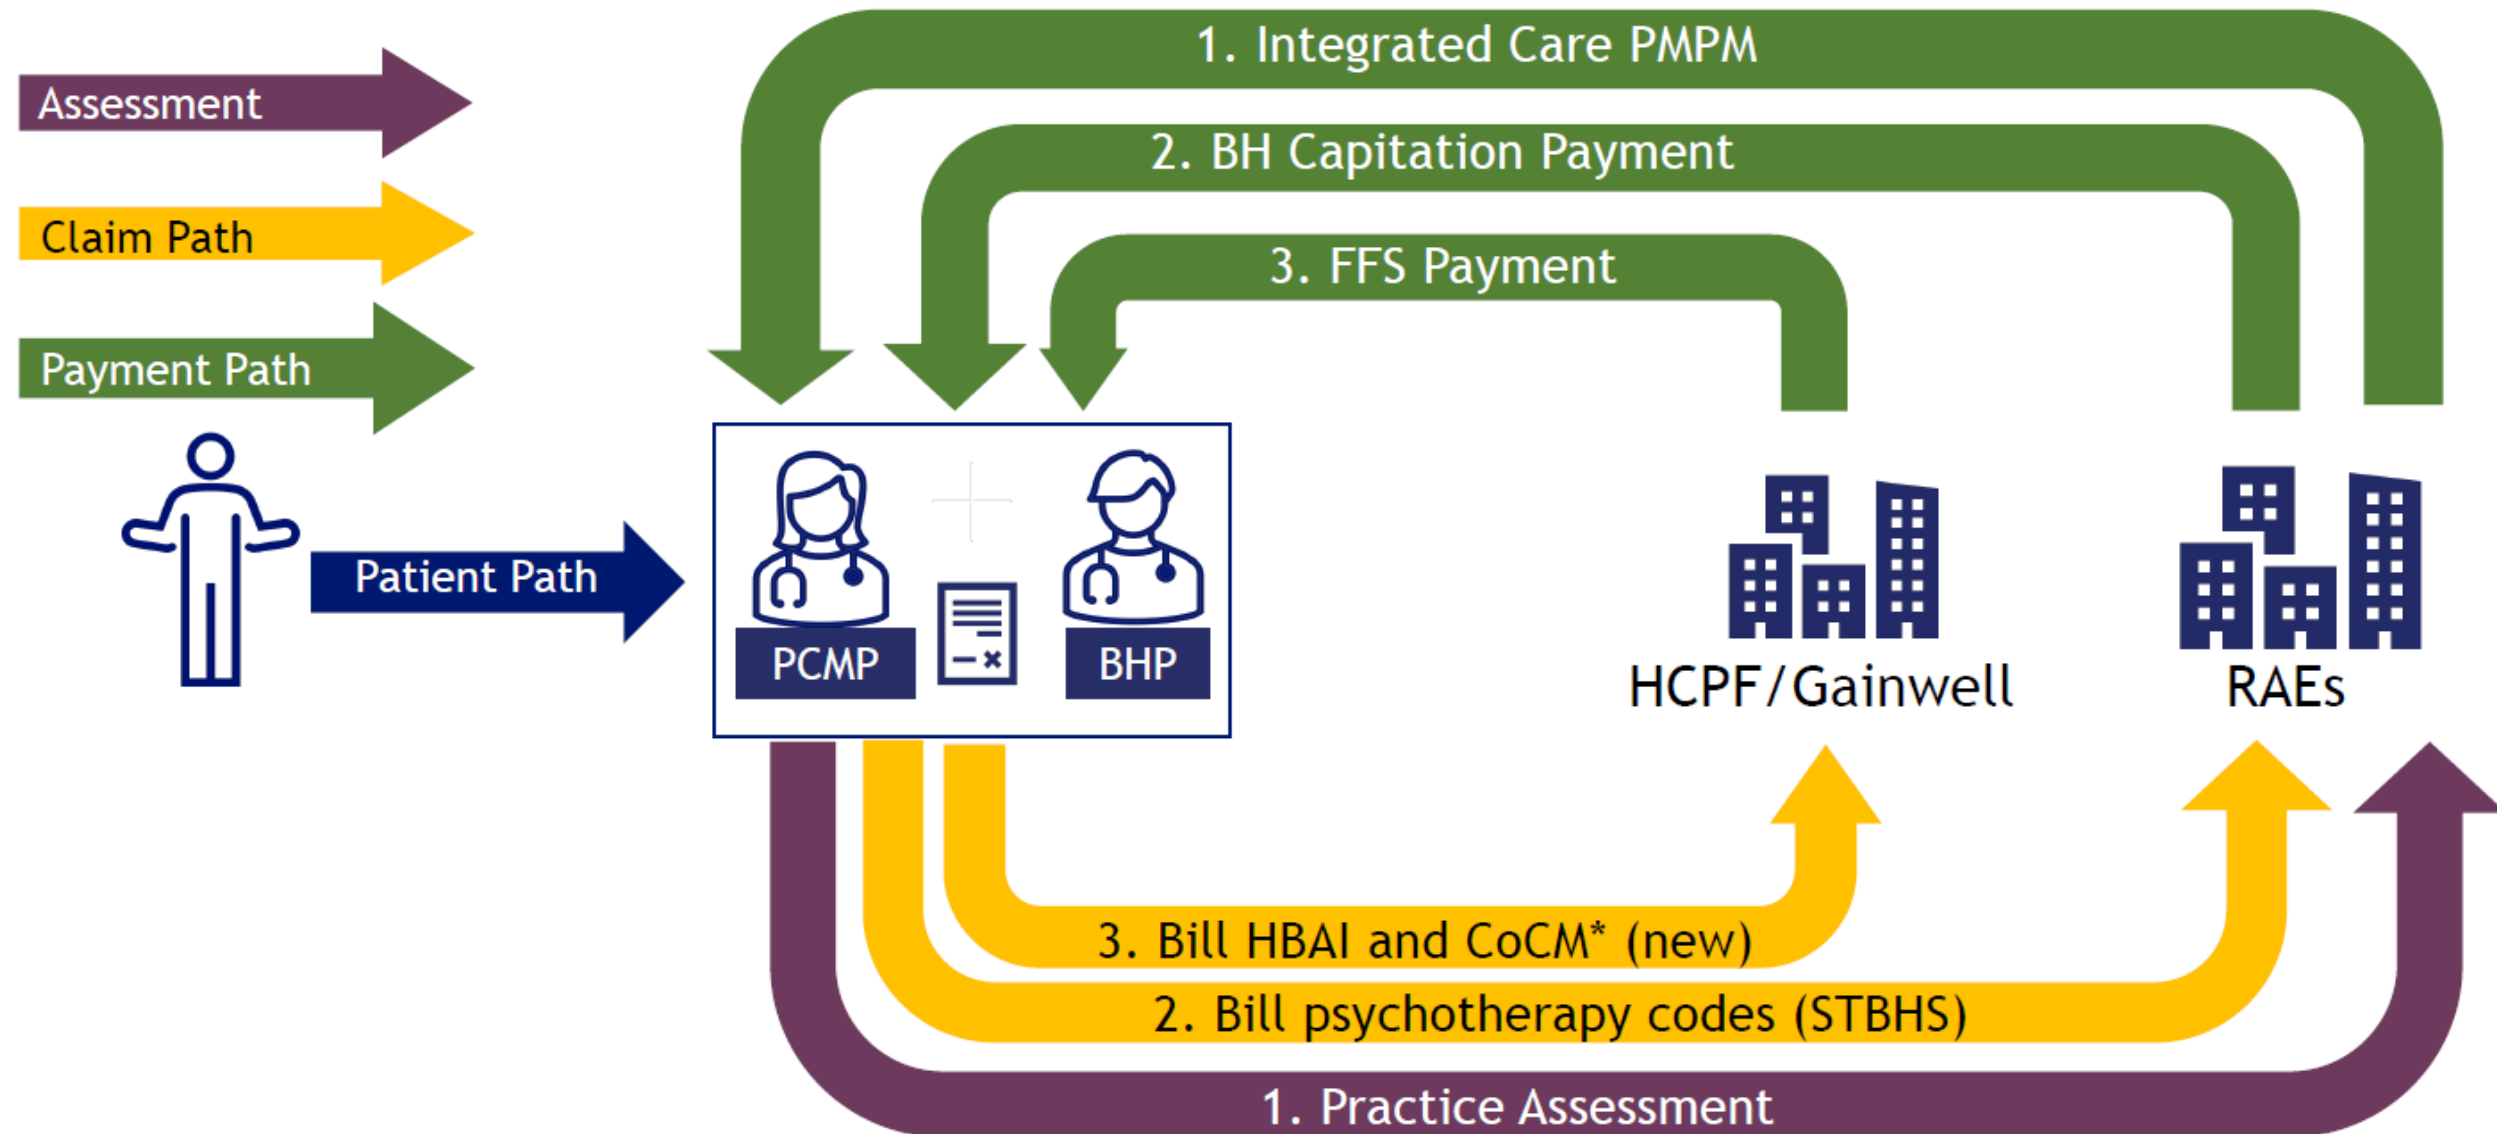 1. Integrated Care PMPM
Assessment
2. BH Capitation Payment
Claim Path
3. FFS Payment
Payment Path
Patient Path
PCMP
BHP
HCPF/Gainwell
RAEs
3. Bill HBAI and CoCM* (new)
2. Bill psychotherapy codes (STBHS)
1. Practice Assessment